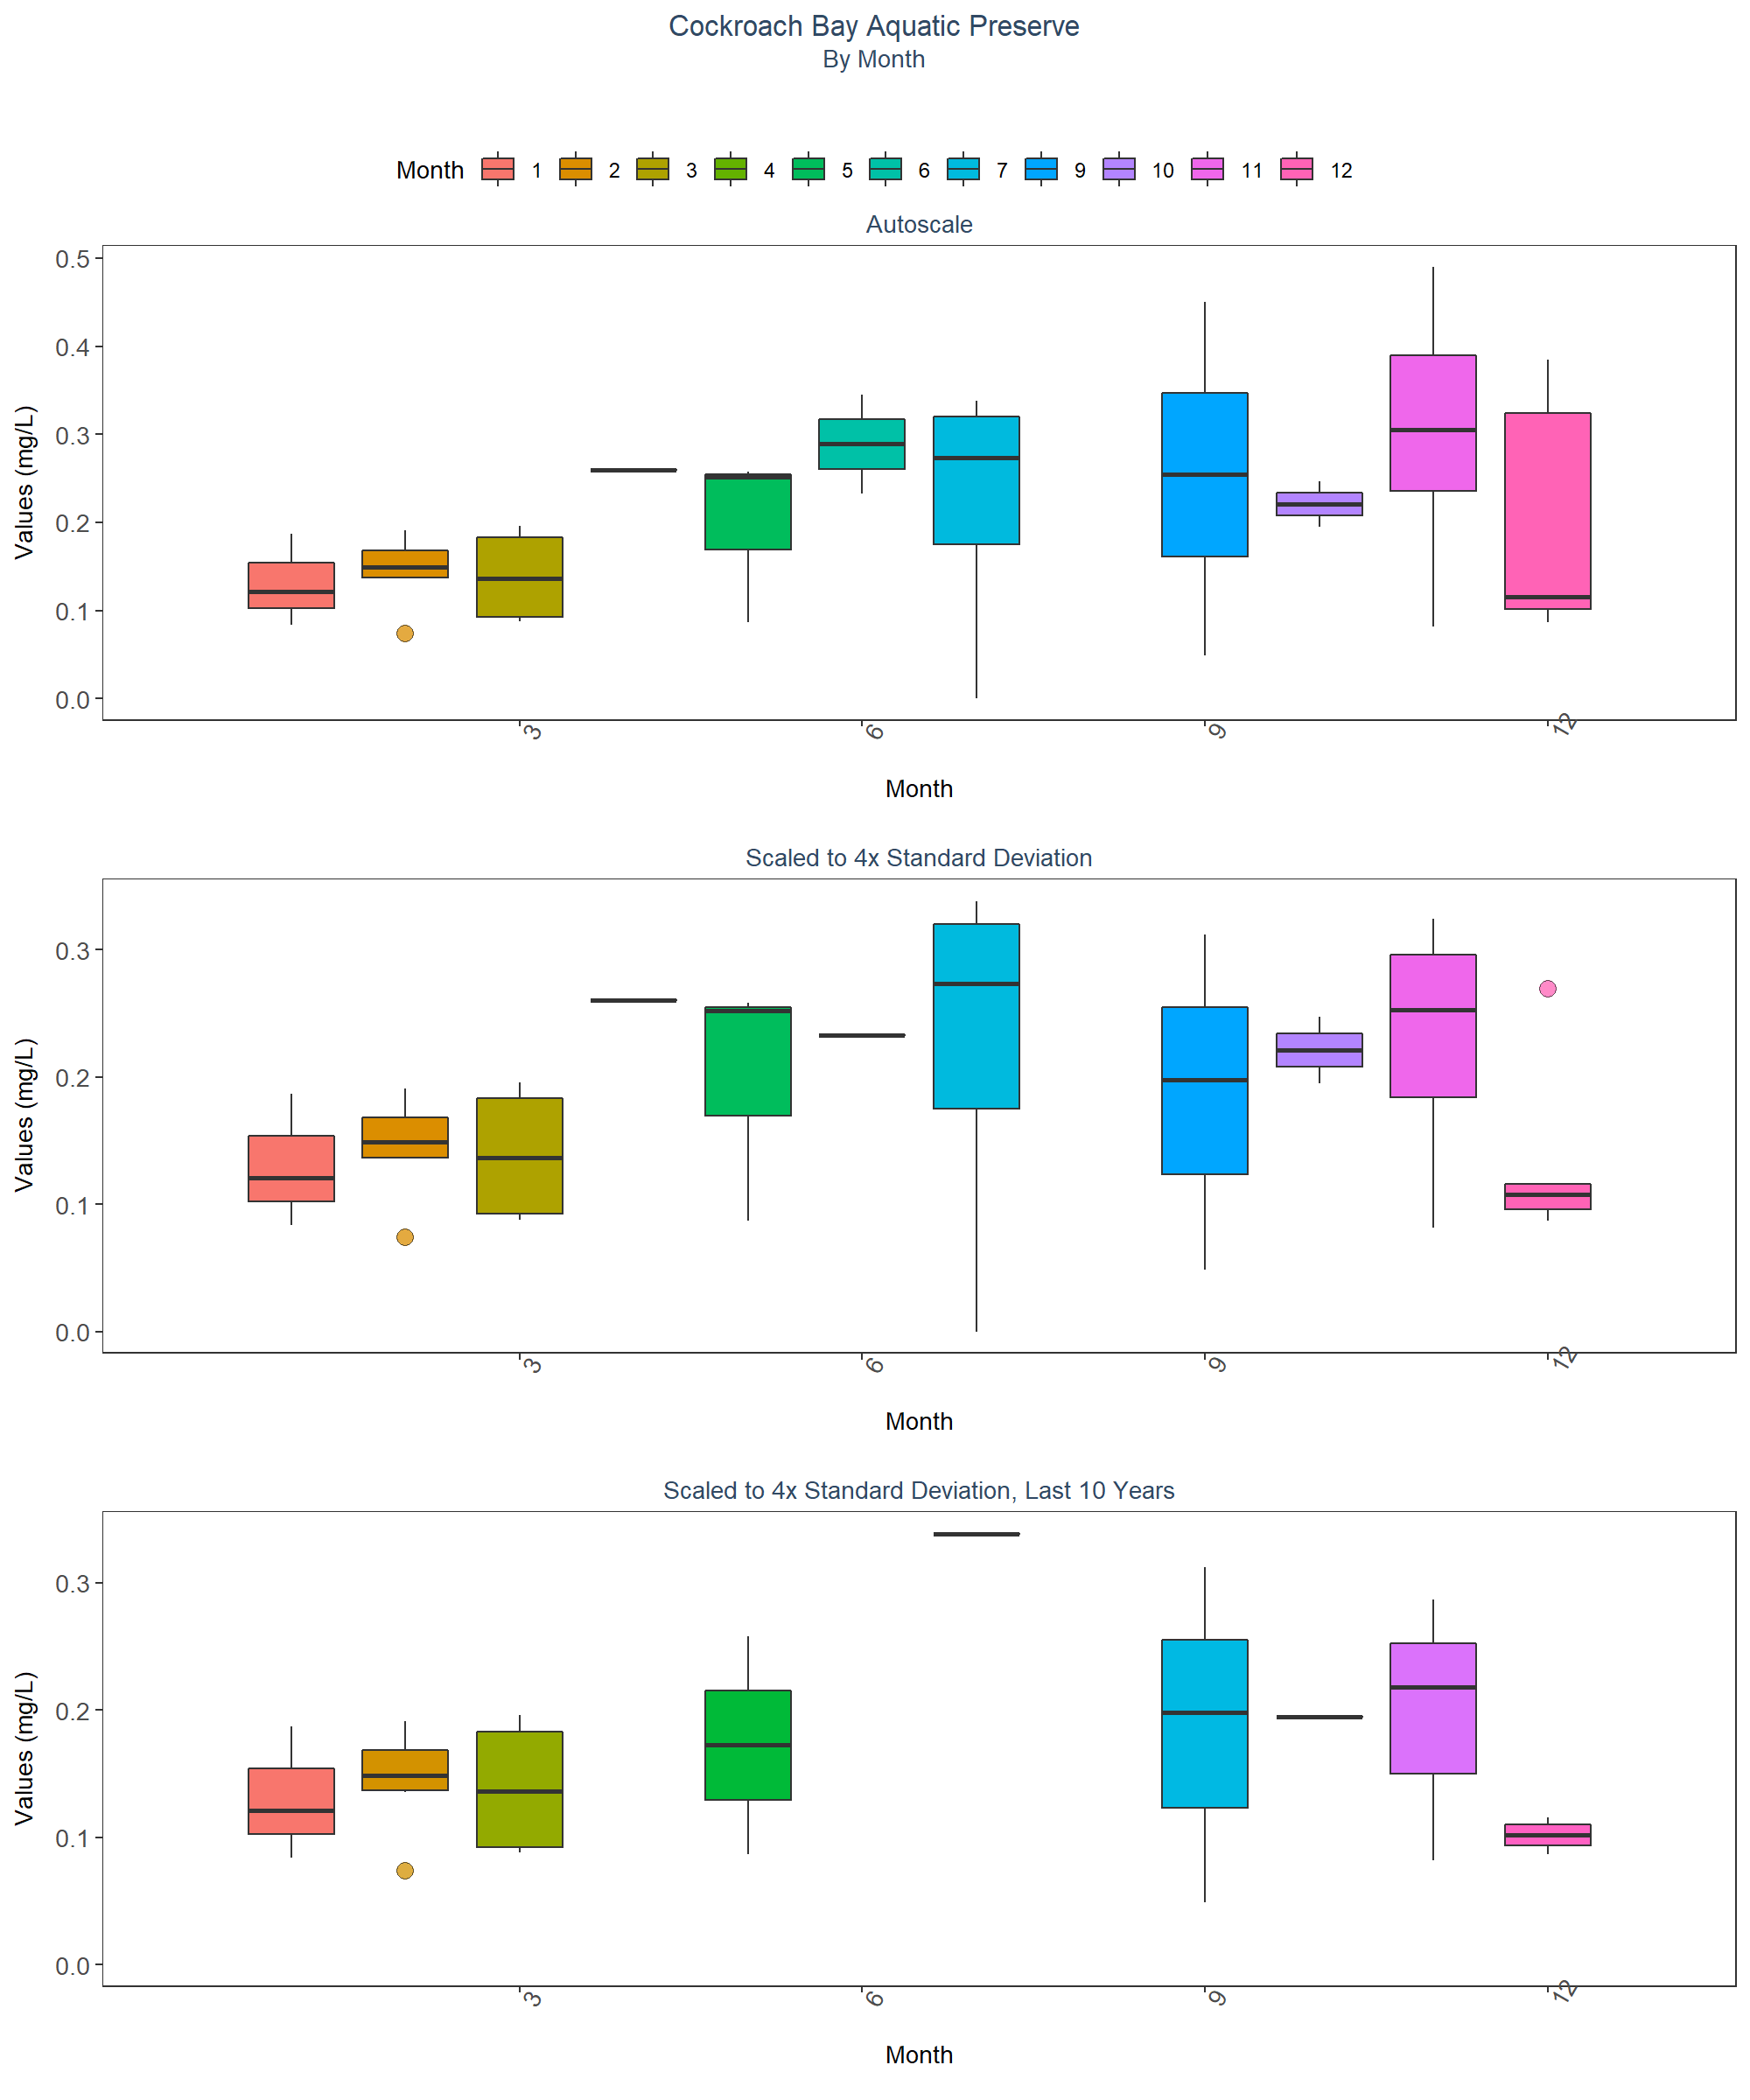 Cockroach Bay Aquatic Preserve
By Month
Month 1 2 3 4 5 6 7 9 10 11 12
Autoscale
Values (mg/L)
0.5
0.4
0.3
0.2
0.1
0.0
3 6 9 12
Month
Scaled to 4x Standard Deviation
Values (mg/L)
0.3
0.2
0.1
0.0
3 6 9 12
Month
Scaled to 4x Standard Deviation, Last 10 Years
Values (mg/L)
0.3
0.2
0.1
0.0
3 6 9 12
Month